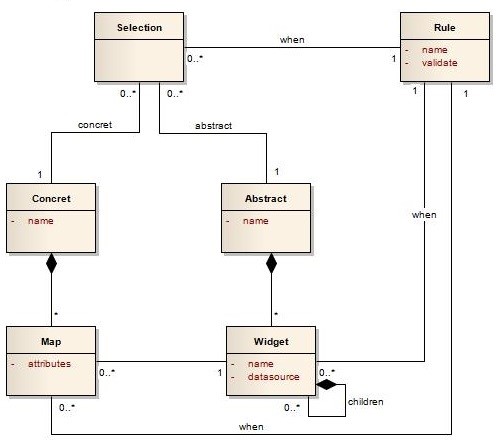 Selection
Rule
when
0..*
1
- name
- validate
0..*
0..*
1
1
concret
abstract
1
1
Concret
Abstract
- name
- name
when
*
*
Map
Widget
- attributes
- name
- datasource
0..*
1
0..*
0..*
0..*
children
when